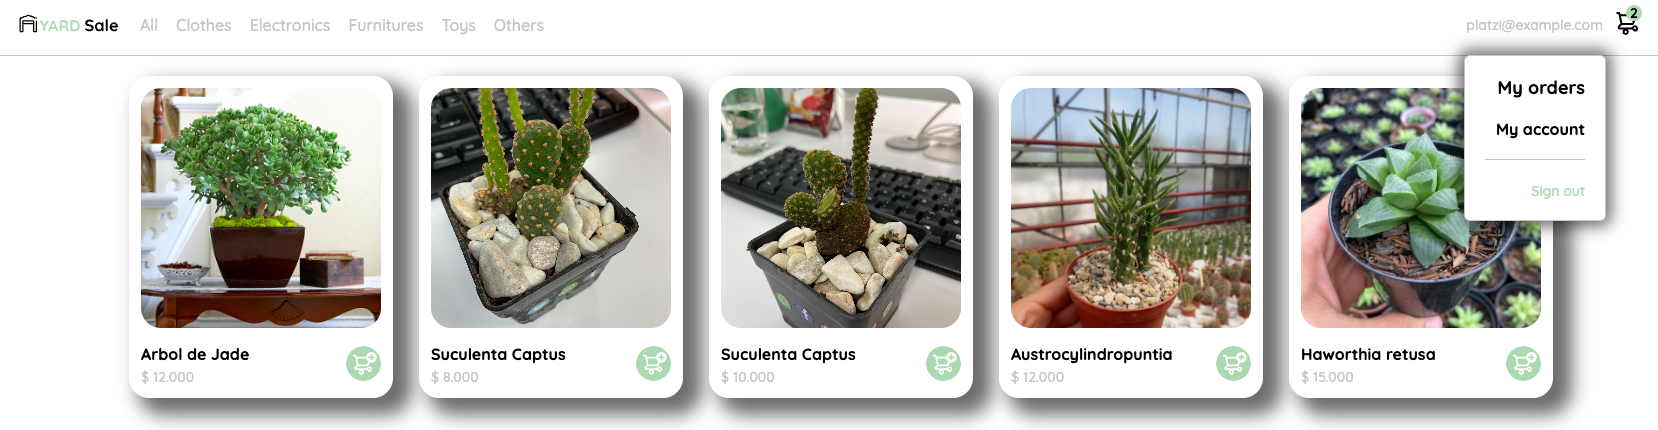 YARD Sale All Clothes Electronics Furnitures Toys Others platzi@example.com 2
My orders
My account
Sign out
Arbol de Jade
$ 12.000
Suculenta Captus
$ 8.000
Suculenta Captus
$ 10.000
Austrocylindropuntia
$ 12.000
Haworthia retusa
$ 15.000